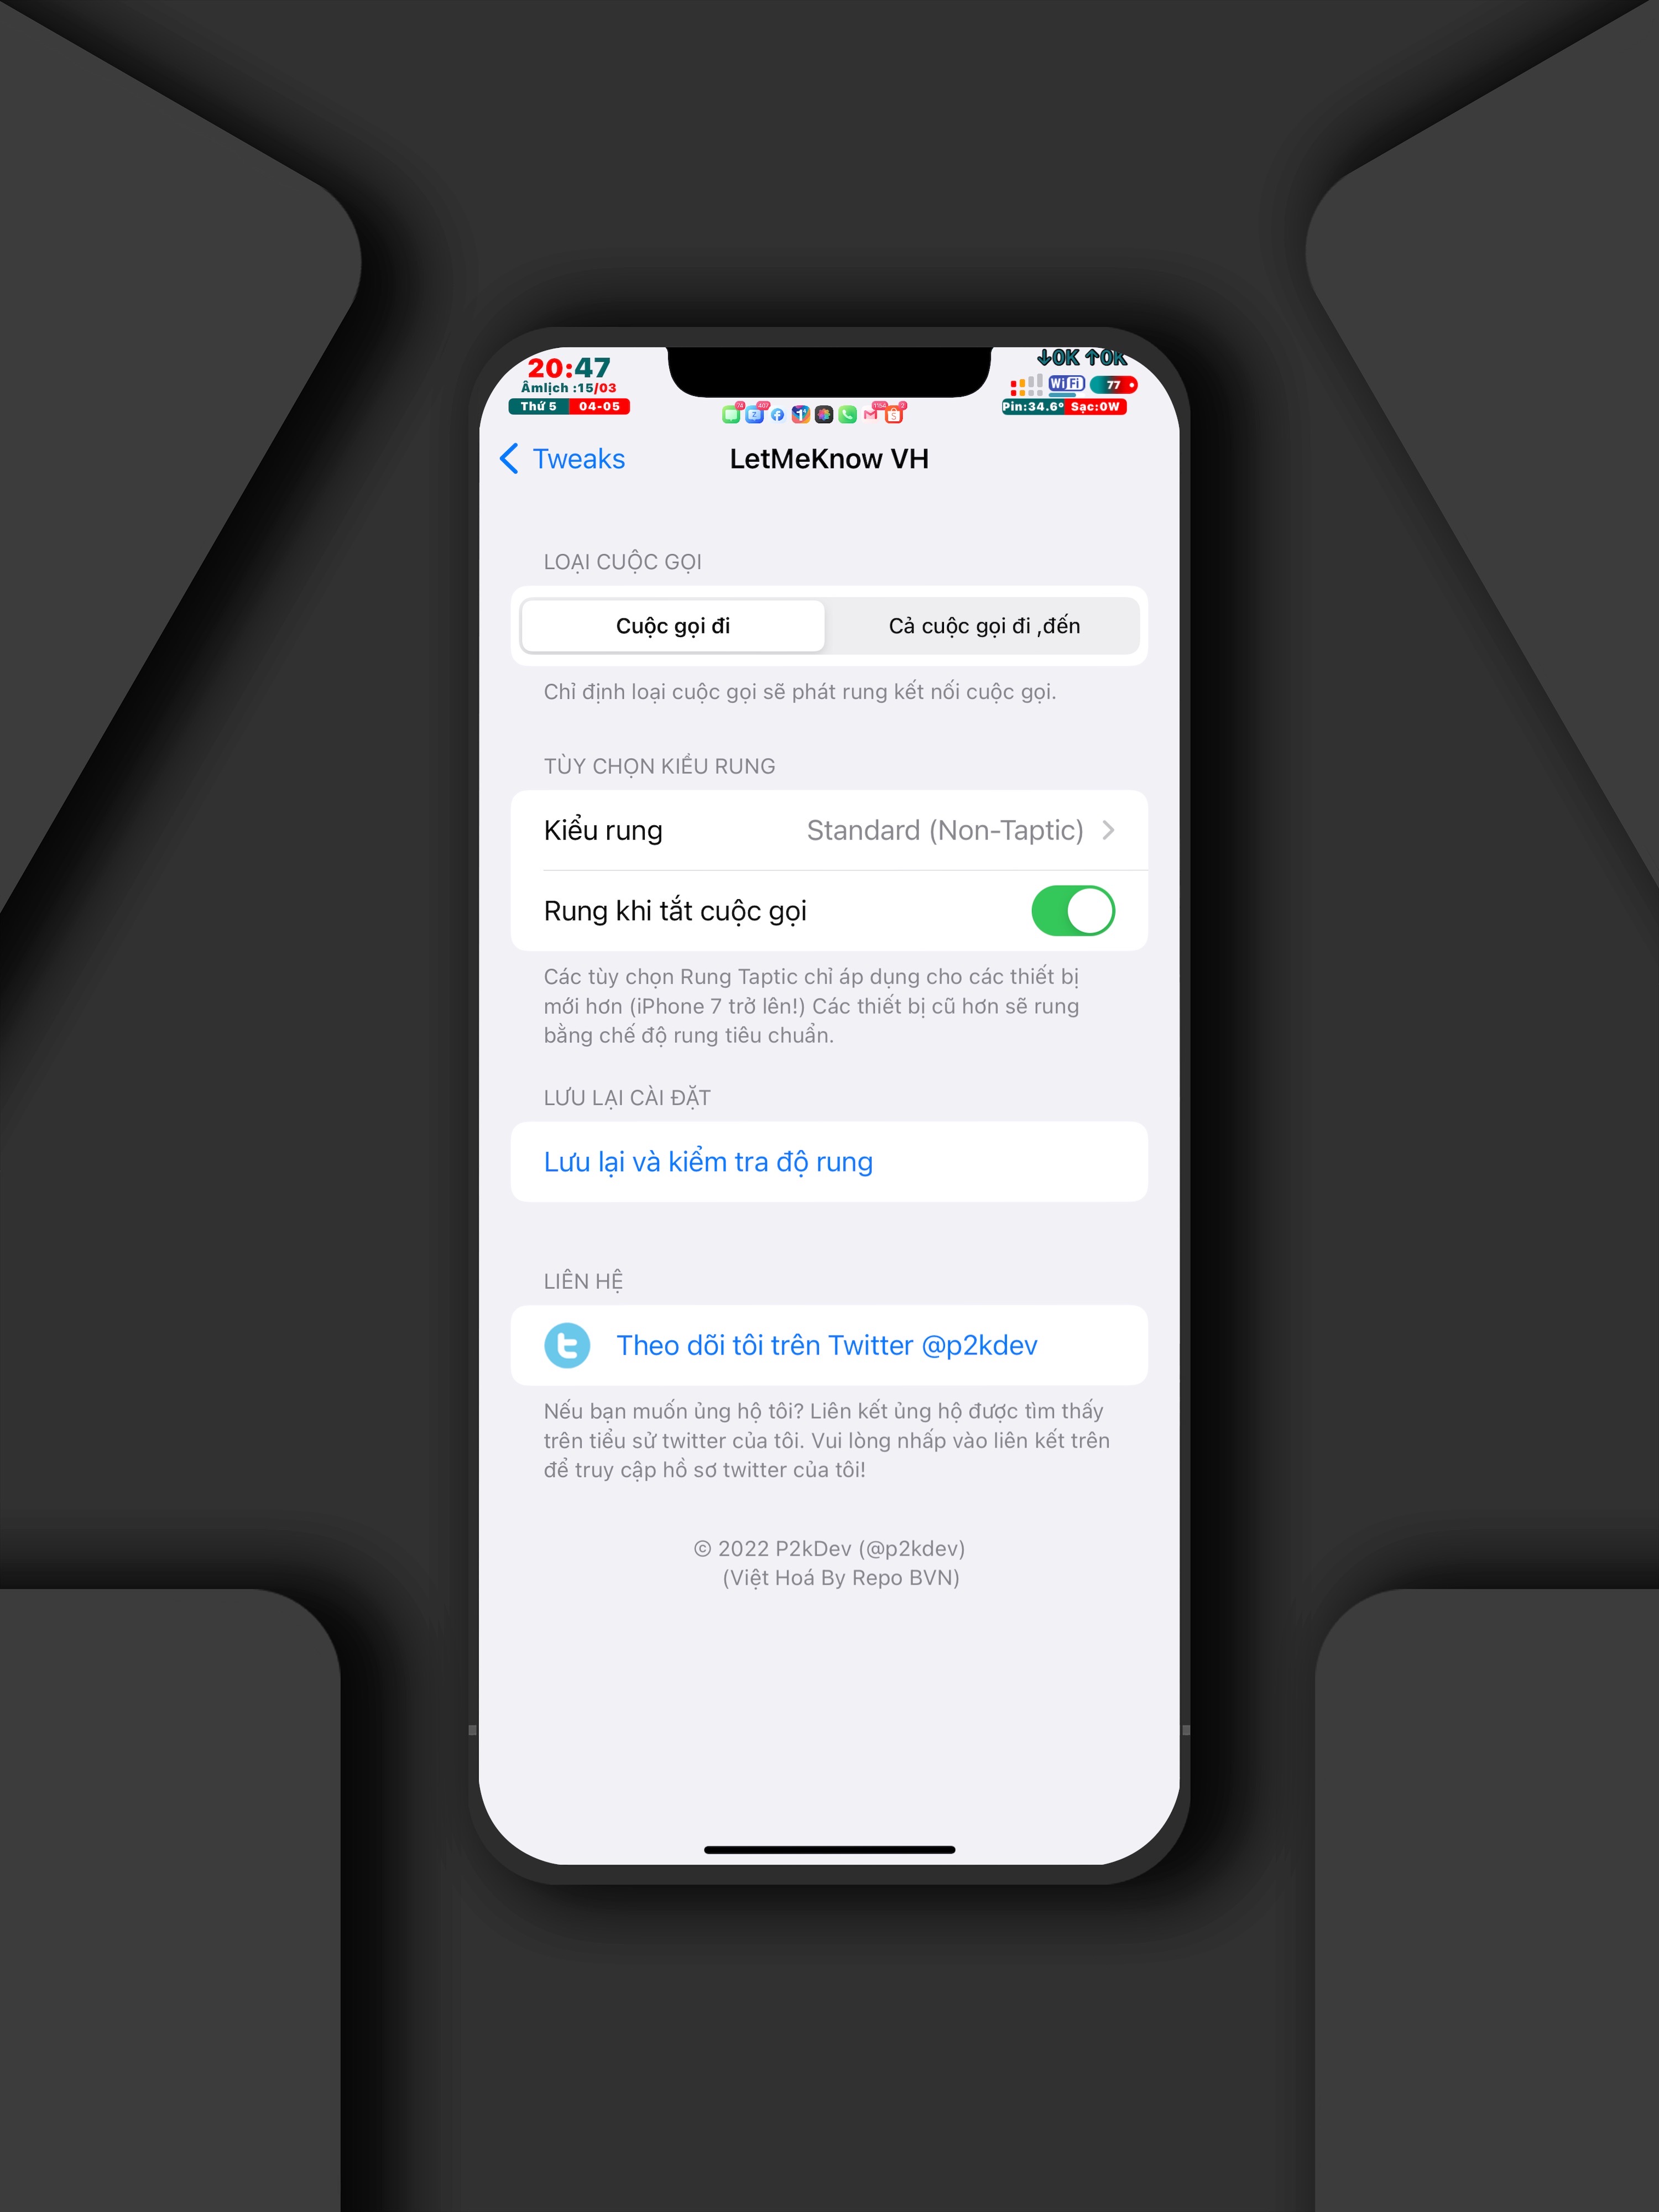 20:47
Âmlịch :15/03
Thứ 5 04-05
↓0K ↑0K
WiFi 77
Pin:34.6° Sạc:0W
Tweaks
LetMeKnow VH
LOẠI CUỘC GỌI
Cuộc gọi đi
Cả cuộc gọi đi ,đến
Chỉ định loại cuộc gọi sẽ phát rung kết nối cuộc gọi.
TÙY CHỌN KIỂU RUNG
Kiểu rung Standard (Non-Taptic)
Rung khi tắt cuộc gọi
Các tùy chọn Rung Taptic chỉ áp dụng cho các thiết bị
mới hơn (iPhone 7 trở lên!) Các thiết bị cũ hơn sẽ rung
bằng chế độ rung tiêu chuẩn.
LƯU LẠI CÀI ĐẶT
Lưu lại và kiểm tra độ rung
LIÊN HỆ
Theo dõi tôi trên Twitter @p2kdev
Nếu bạn muốn ủng hộ tôi? Liên kết ủng hộ được tìm thấy
trên tiểu sử twitter của tôi. Vui lòng nhấp vào liên kết trên
để truy cập hồ sơ twitter của tôi!
© 2022 P2kDev (@p2kdev)
(Việt Hoá By Repo BVN)